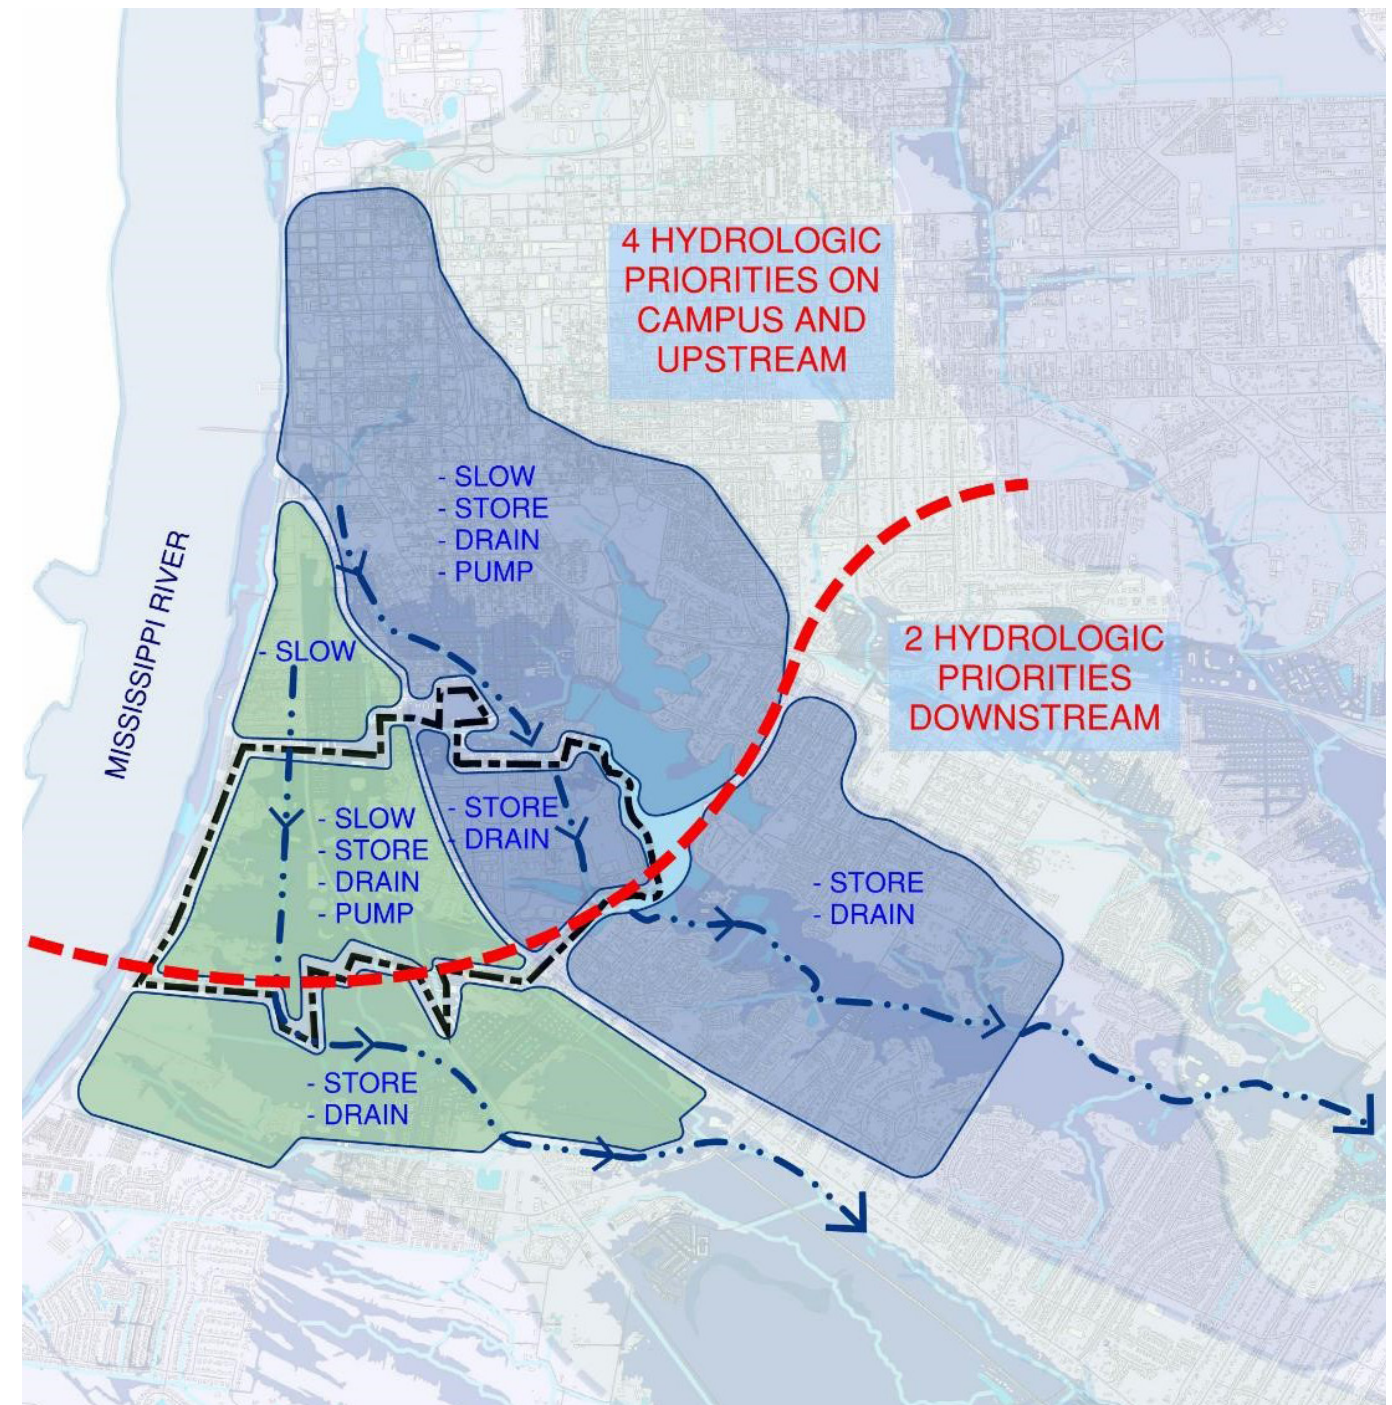 4 HYDROLOGIC
PRIORITIES ON
CAMPUS AND
UPSTREAM
- SLOW
- STORE
- DRAIN
- PUMP
MISSISSIPPI RIVER
- SLOW
2 HYDROLOGIC
PRIORITIES
DOWNSTREAM
- SLOW
- STORE
- DRAIN
- PUMP
- STORE
- DRAIN
- STORE
- DRAIN
- STORE
- DRAIN